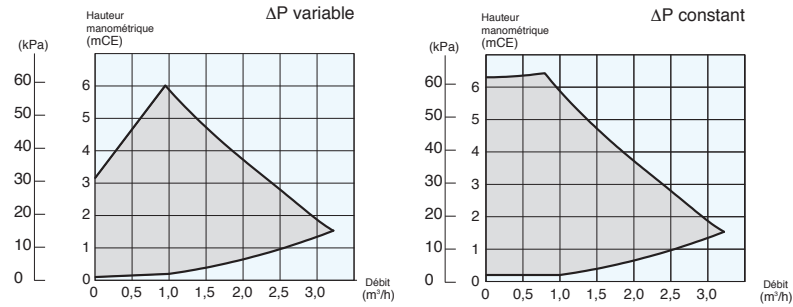 Hauteur
manométrique
(mCE)
ΔP variable
(kPa)
60
50
40
30
20
10
0
6
5
4
3
2
1
0
0 0,5 1,0 1,5 2,0 2,5 3,0
Débit
(m³/h)
Hauteur
manométrique
(mCE)
ΔP constant
(kPa)
60
50
40
30
20
10
0
6
5
4
3
2
1
0
0 0,5 1,0 1,5 2,0 2,5 3,0
Débit
(m³/h)